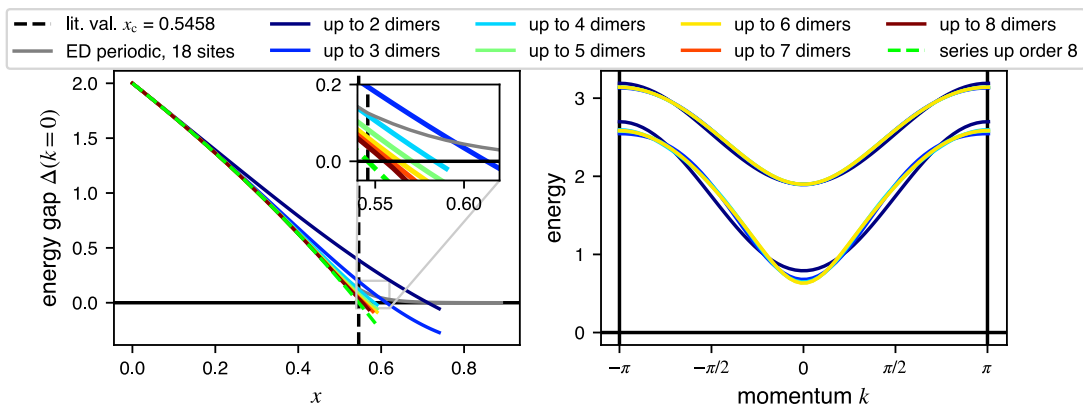 lit. val. x_c = 0.5458
ED periodic, 18 sites
up to 2 dimers
up to 3 dimers
up to 4 dimers
up to 5 dimers
up to 6 dimers
up to 7 dimers
up to 8 dimers
series up order 8
energy gap Δ(k=0)
2.0
1.5
1.0
0.5
0.0
0.2
0.0
0.55
0.60
0.0
0.2
0.4
0.6
0.8
x
energy
3
2
1
0
−π
−π/2
0
π/2
π
momentum k